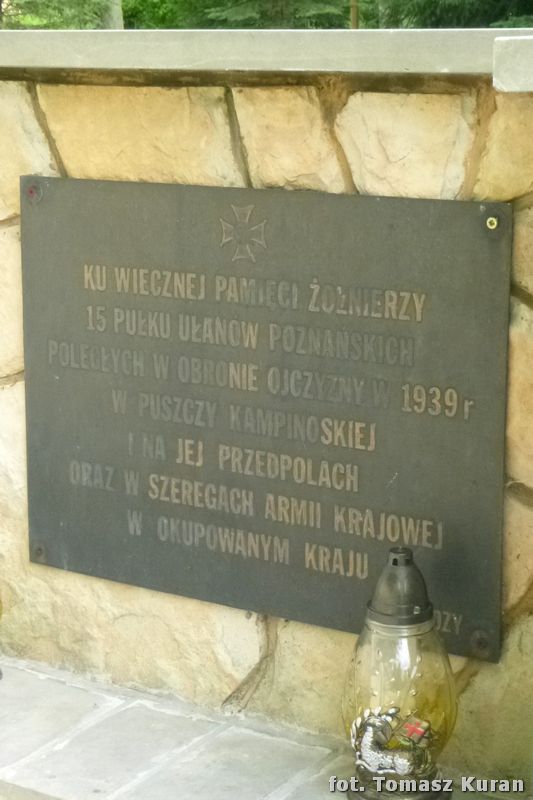 KU WIECZNEJ PAMIĘCI ŻOŁNIERZY
15 PUŁKU UŁANÓW POZNAŃSKICH
POLEGŁYCH W OBRONIE OJCZYZNY W 1939 r
W PUSZCZY KAMPINOSKIEJ
I NA JEJ PRZEDPOLACH
ORAZ W SZEREGACH ARMII KRAJOWEJ
W OKUPOWANYM KRAJU
fot. Tomasz Kuran